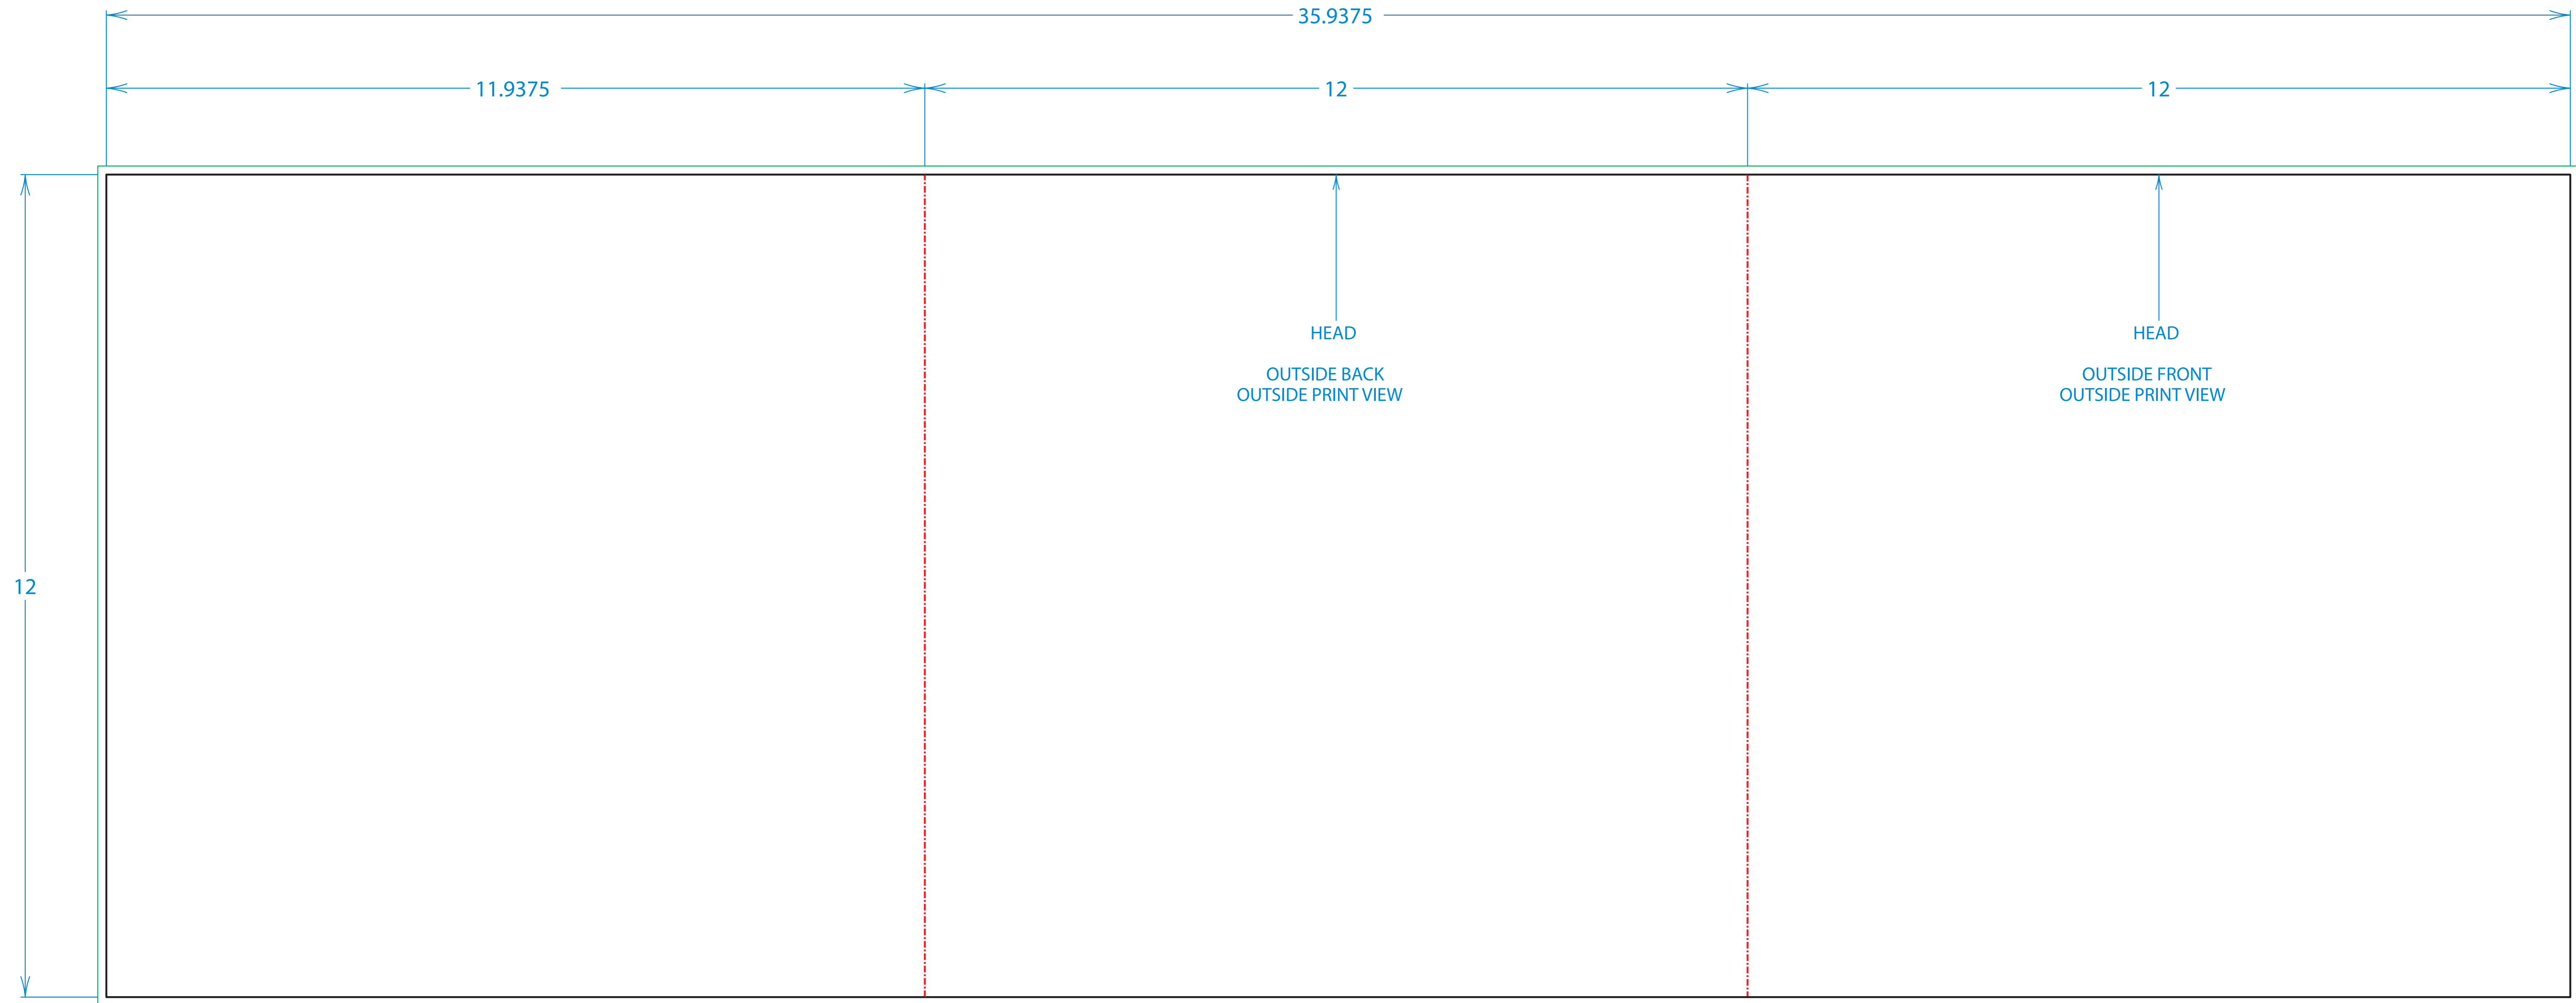 35.9375
11.9375
12
12
HEAD
OUTSIDE BACK
OUTSIDE PRINT VIEW
HEAD
OUTSIDE FRONT
OUTSIDE PRINT VIEW
12